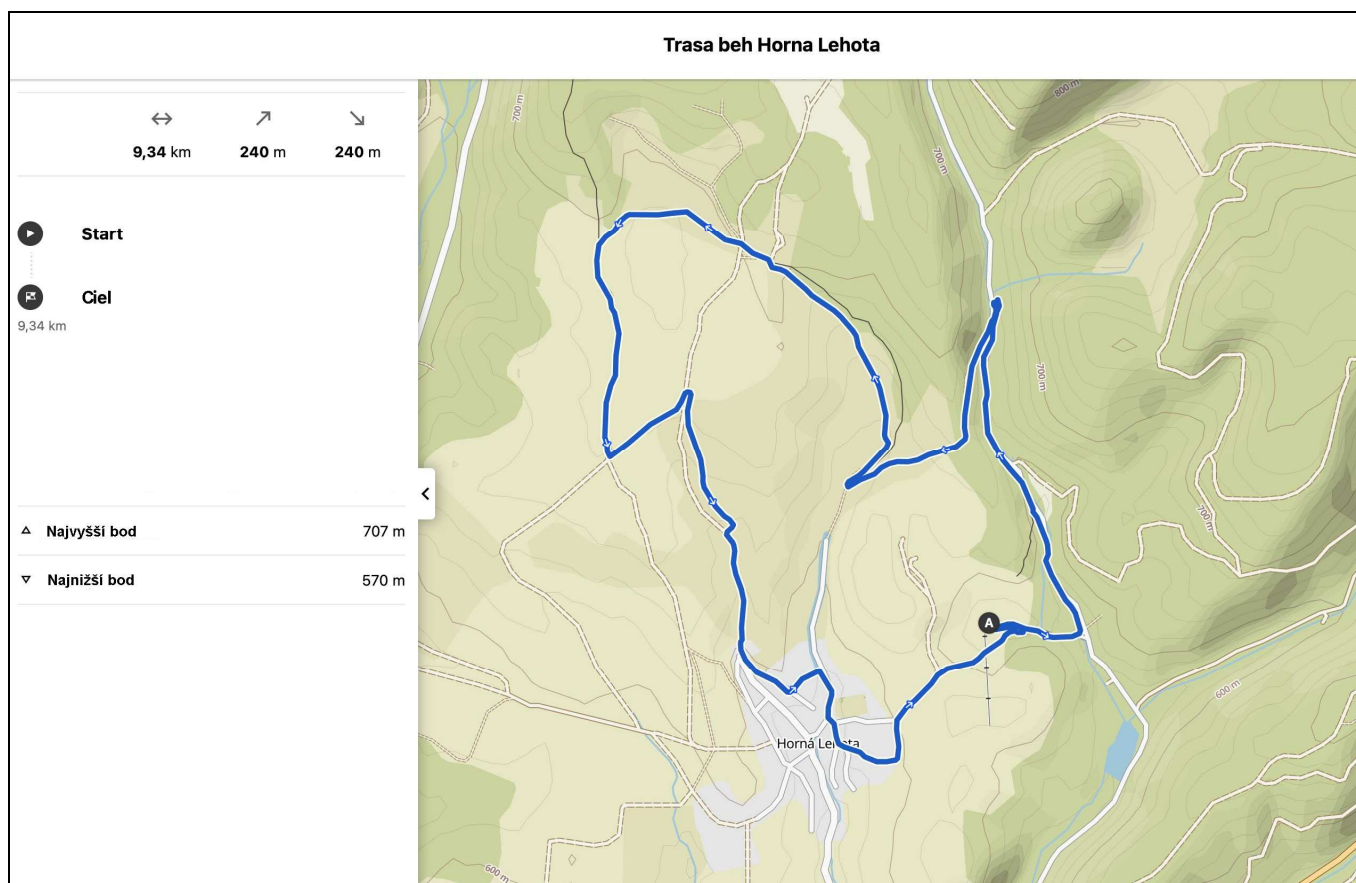 Trasa beh Horna Lehota
9,34 km
240 m
240 m
Start
Ciel
9,34 km
Najvyšší bod
707 m
Najnižší bod
570 m
700 m
800 m
700 m
700 m
700 m
A
600 m
Horná Lehota
600 m